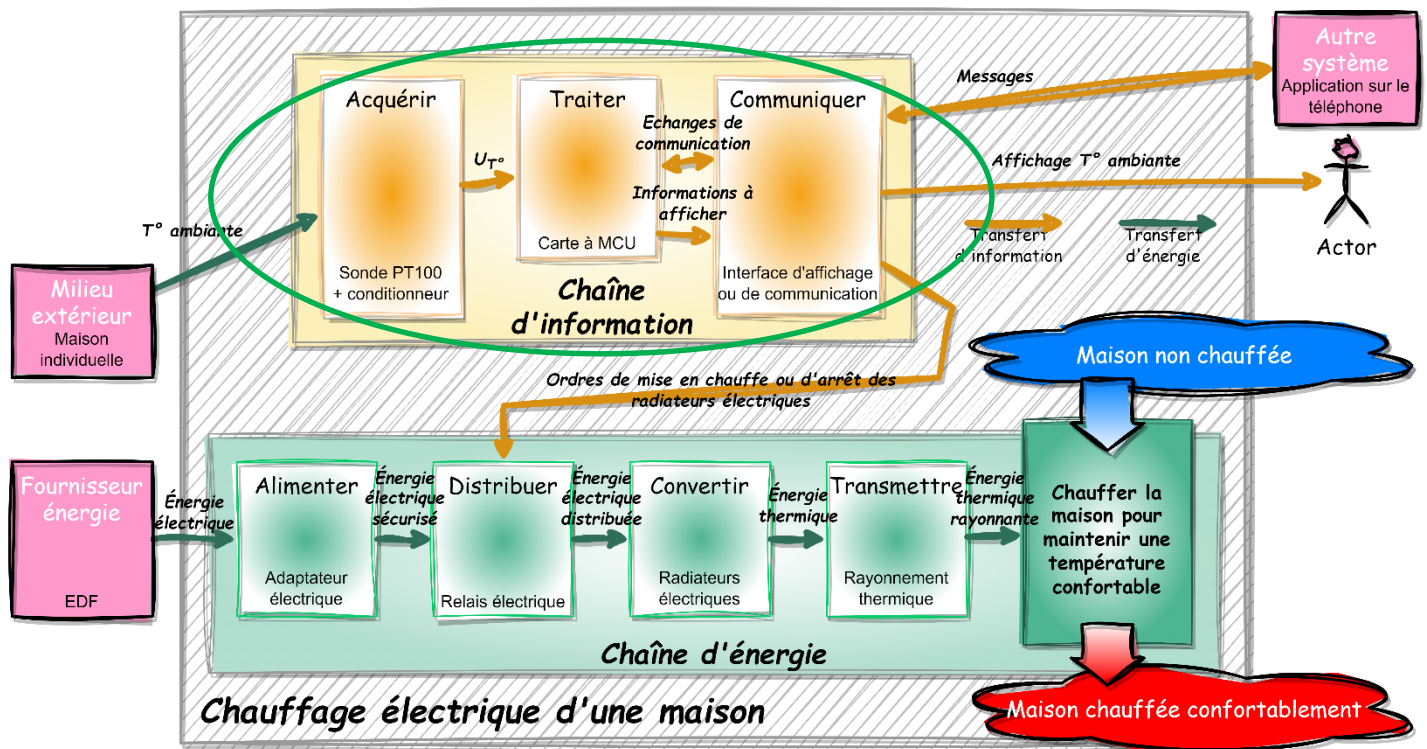 Autre
système
Application sur le
téléphone
Messages
Acquérir
Traiter
Communiquer
Echanges de
communication
U_T°
Affichage T° ambiante
Informations à
afficher
T° ambiante
Transfert
d'information
Transfert
d'énergie
Actor
Carte à MCU
Sonde PT100
+ conditionneur
Interface d'affichage
ou de communication
Chaîne
d'information
Milieu
extérieur
Maison
individuelle
Maison non chauffée
Ordres de mise en chauffe ou d'arrêt des
radiateurs électriques
Fournisseur
énergie
EDF
Énergie
électrique
Alimenter
Adaptateur
électrique
Énergie
électrique
sécurisé
Distribuer
Relais électrique
Énergie
électrique
distribuée
Convertir
Radiateurs
électriques
Énergie
thermique
Transmettre
Rayonnement
thermique
Énergie
thermique
rayonnante
Chauffer la
maison pour
maintenir une
température
confortable
Chaîne d'énergie
Chauffage électrique d'une maison
Maison chauffée confortablement